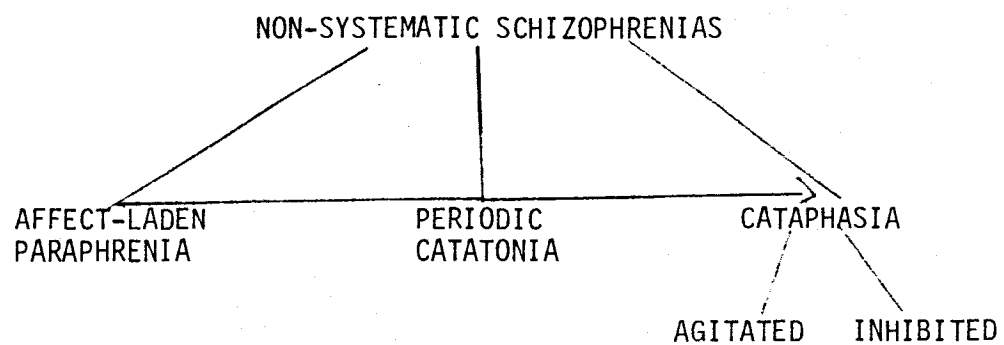 NON-SYSTEMATIC SCHIZOPHRENIAS
AFFECT-LADEN PARAPHRENIA
PERIODIC CATATONIA
CATAPHASIA
AGITATED
INHIBITED